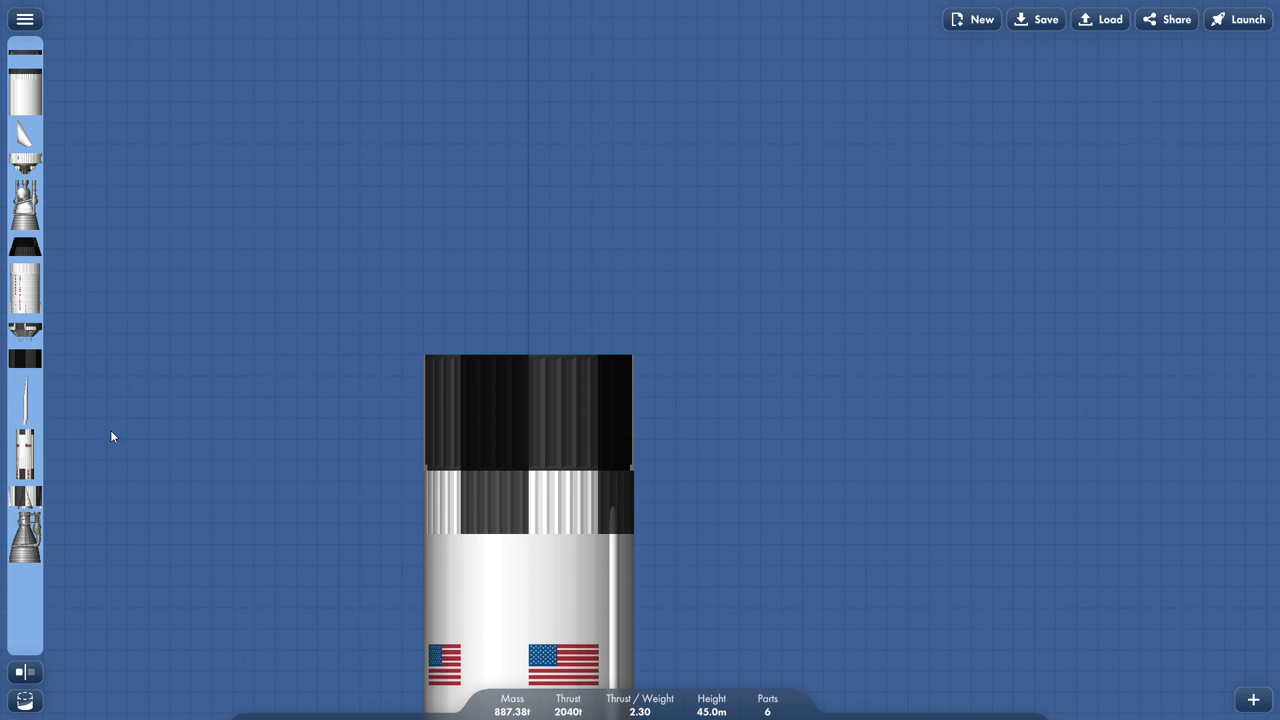 New Save Load Share Launch
Mass Thrust Thrust / Weight Height Parts
887.38t 2040t 2.30 45.0m 6